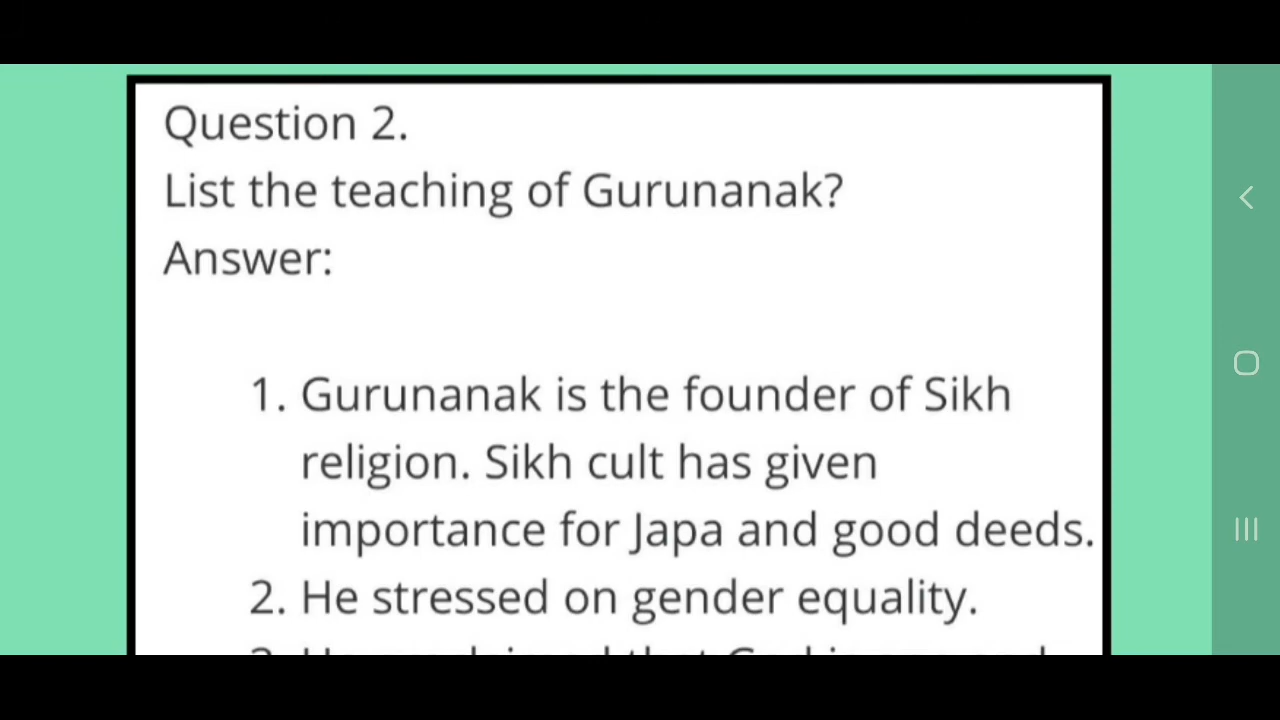 Question 2.
List the teaching of Gurunanak?
Answer:
1. Gurunanak is the founder of Sikh
religion. Sikh cult has given
importance for Japa and good deeds.
2. He stressed on gender equality.